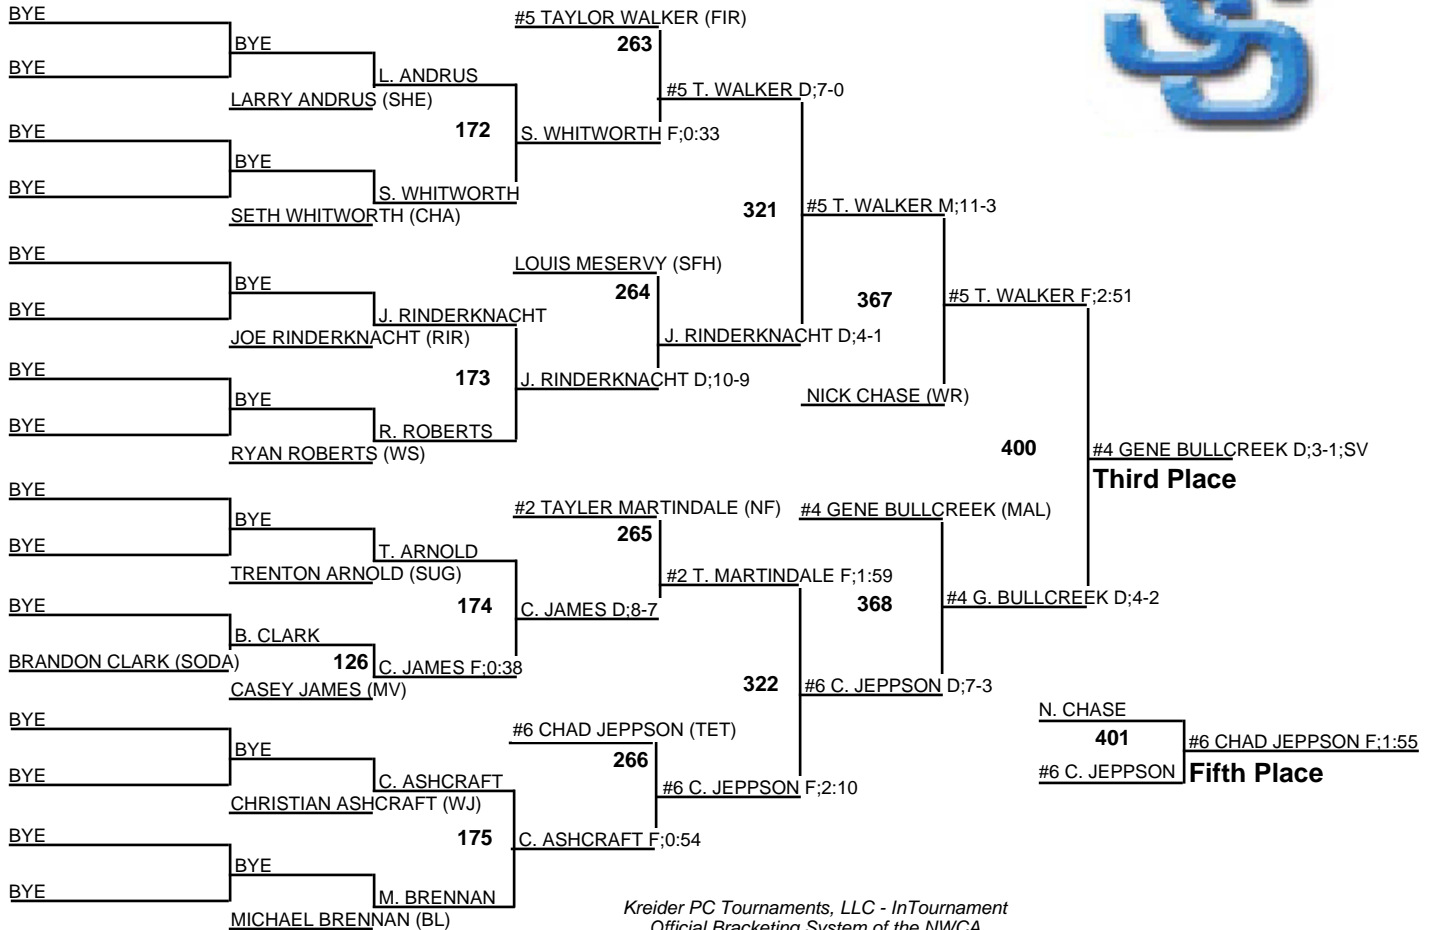 BYE
#5 TAYLOR WALKER (FIR)
BYE
263
BYE
L. ANDRUS
#5 T. WALKER D;7-0
LARRY ANDRUS (SHE)
BYE
172
S. WHITWORTH F;0:33
BYE
BYE
S. WHITWORTH
321
#5 T. WALKER M;11-3
SETH WHITWORTH (CHA)
BYE
LOUIS MESERVY (SFH)
BYE
264
367
#5 T. WALKER F;2:51
BYE
J. RINDERKNACHT
JOE RINDERKNACHT (RIR)
J. RINDERKNACHT D;4-1
BYE
173
J. RINDERKNACHT D;10-9
BYE
NICK CHASE (WR)
BYE
R. ROBERTS
400
#4 GENE BULLCREEK D;3-1;SV
RYAN ROBERTS (WS)
Third Place
BYE
#2 TAYLER MARTINDALE (NF)
#4 GENE BULLCREEK (MAL)
BYE
265
BYE
T. ARNOLD
TRENTON ARNOLD (SUG)
#2 T. MARTINDALE F;1:59
BYE
174
C. JAMES D;8-7
368
#4 G. BULLCREEK D;4-2
B. CLARK
BRANDON CLARK (SODA)
126
C. JAMES F;0:38
CASEY JAMES (MV)
322
#6 C. JEPPSON D;7-3
BYE
#6 CHAD JEPPSON (TET)
N. CHASE
BYE
266
401
#6 CHAD JEPPSON F;1:55
BYE
C. ASHCRAFT
#6 C. JEPPSON
Fifth Place
CHRISTIAN ASHCRAFT (WJ)
#6 C. JEPPSON F;2:10
BYE
175
C. ASHCRAFT F;0:54
BYE
BYE
M. BRENNAN
MICHAEL BRENNAN (BL)
Kreider PC Tournaments, LLC - InTournament
Official Bracketing System of the NWCA